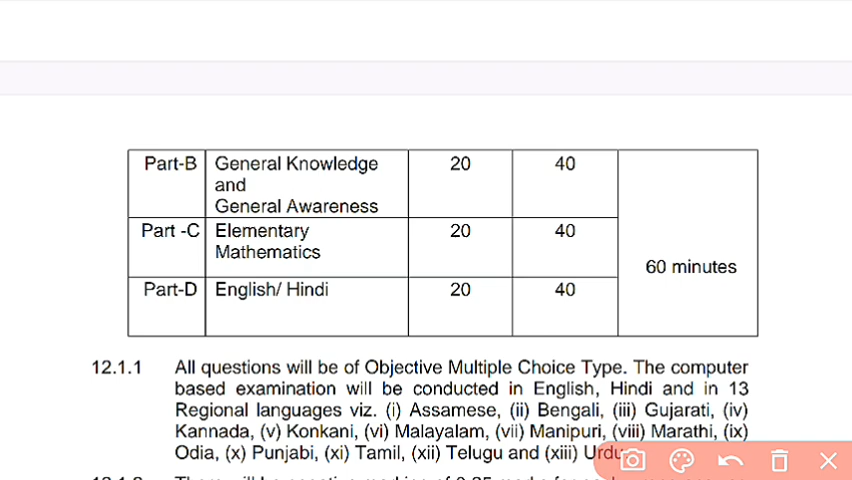 Part-B General Knowledge 20 40
and
General Awareness
Part -C Elementary 20 40
Mathematics
60 minutes
Part-D English/ Hindi 20 40
12.1.1 All questions will be of Objective Multiple Choice Type. The computer
based examination will be conducted in English, Hindi and in 13
Regional languages viz. (i) Assamese, (ii) Bengali, (iii) Gujarati, (iv)
Kannada, (v) Konkani, (vi) Malayalam, (vii) Manipuri, (viii) Marathi, (ix)
Odia, (x) Punjabi, (xi) Tamil, (xii) Telugu and (xiii) Urdu